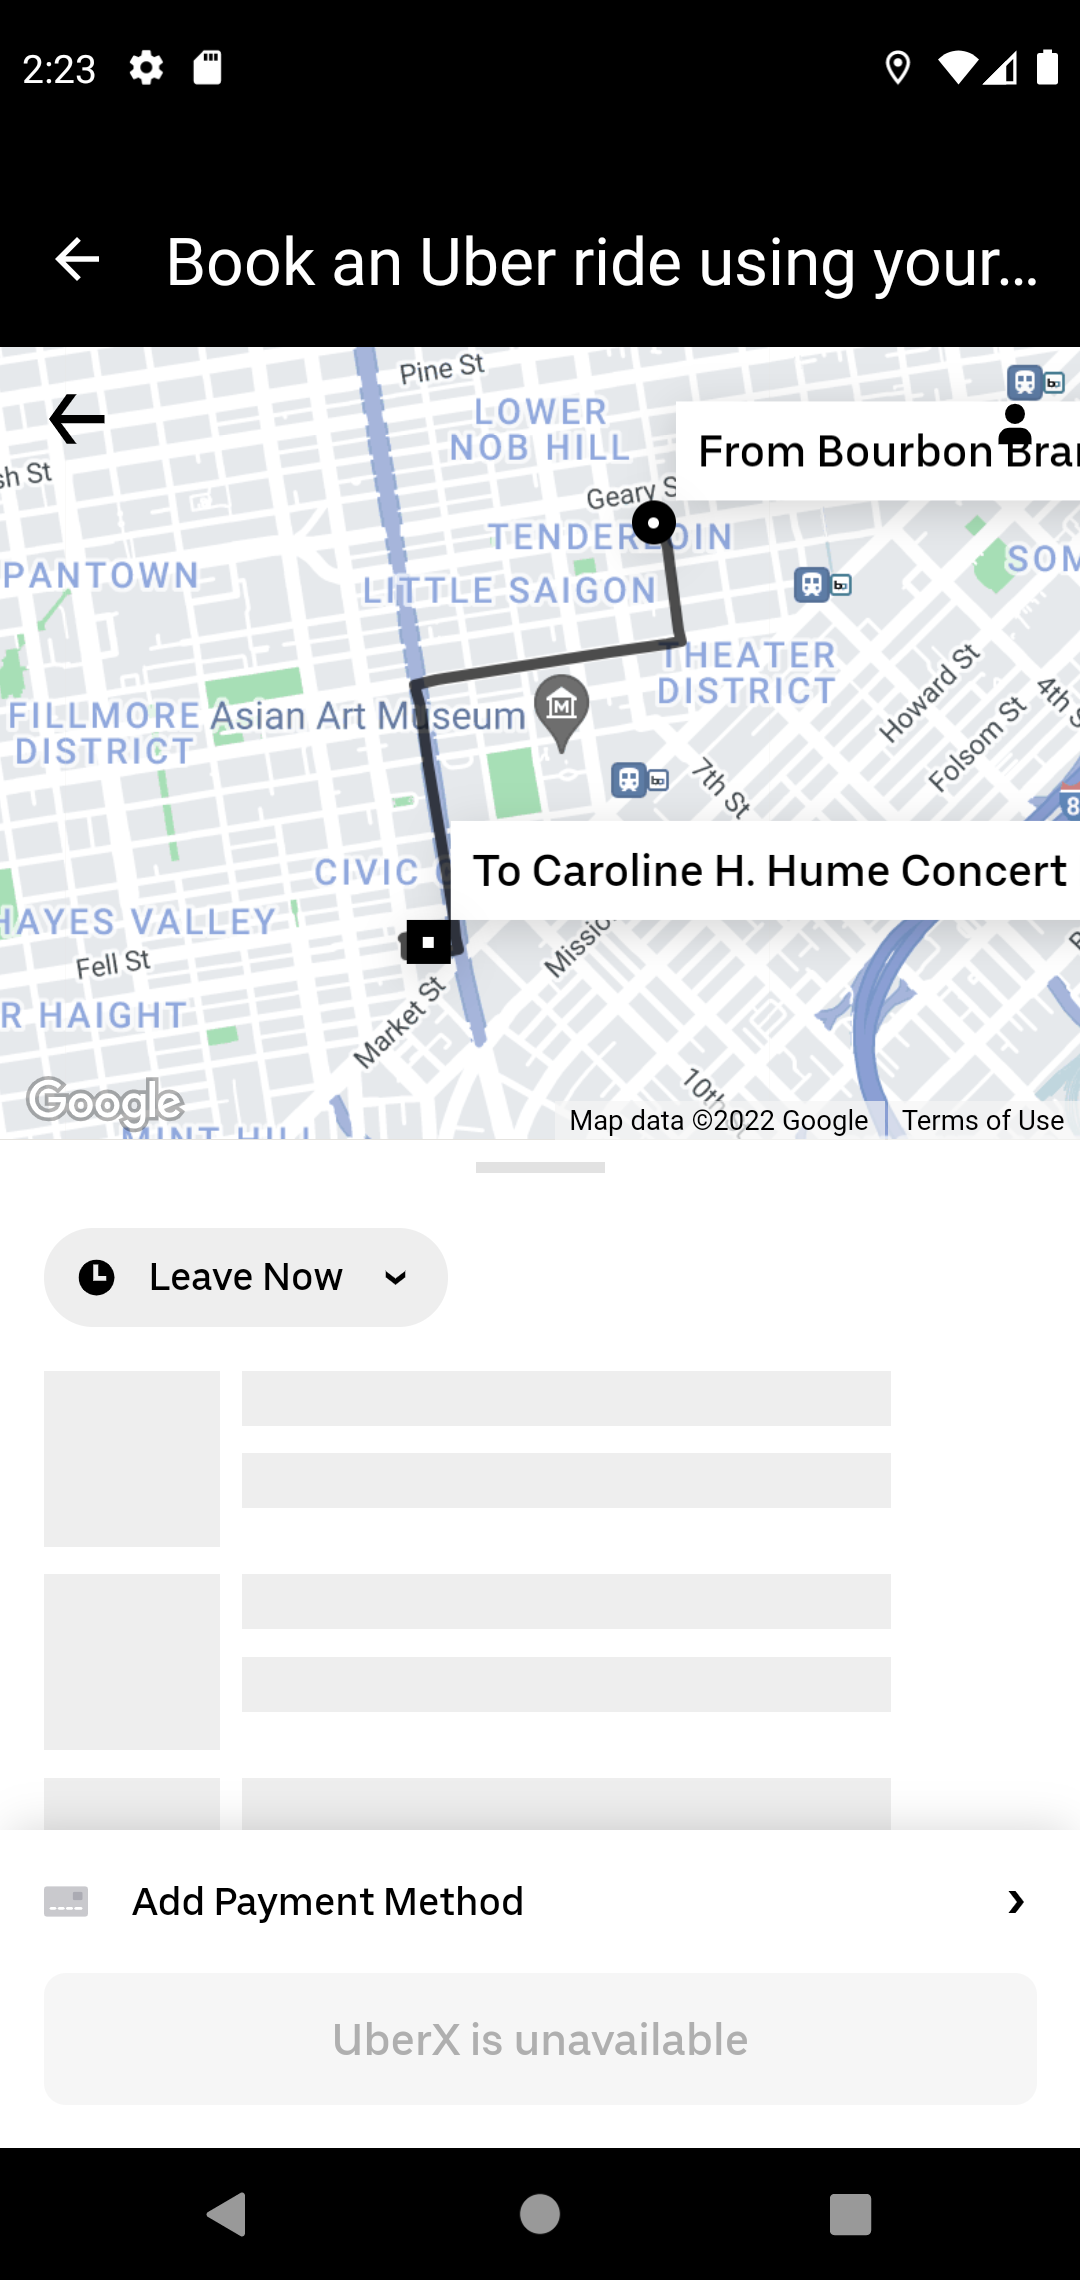 2:23
Book an Uber ride using your...
Pine St
LOWER
NOB HILL
From Bourbon
sh St
Geary S
TENDERLOIN
SOM
PANTOWN
LITTLE SAIGON
THEATER
DISTRICT
Howard St
4th S
FILLMORE
DISTRICT
Asian Art Museum
Folsom St
7th St
8
CIVIC
To Caroline H. Hume Concert
HAYES VALLEY
Fell St
Missio
R HAIGHT
Market St
10th
Google
MINT HILL
Map data ©2022 Google
Terms of Use
Leave Now
Add Payment Method
UberX is unavailable